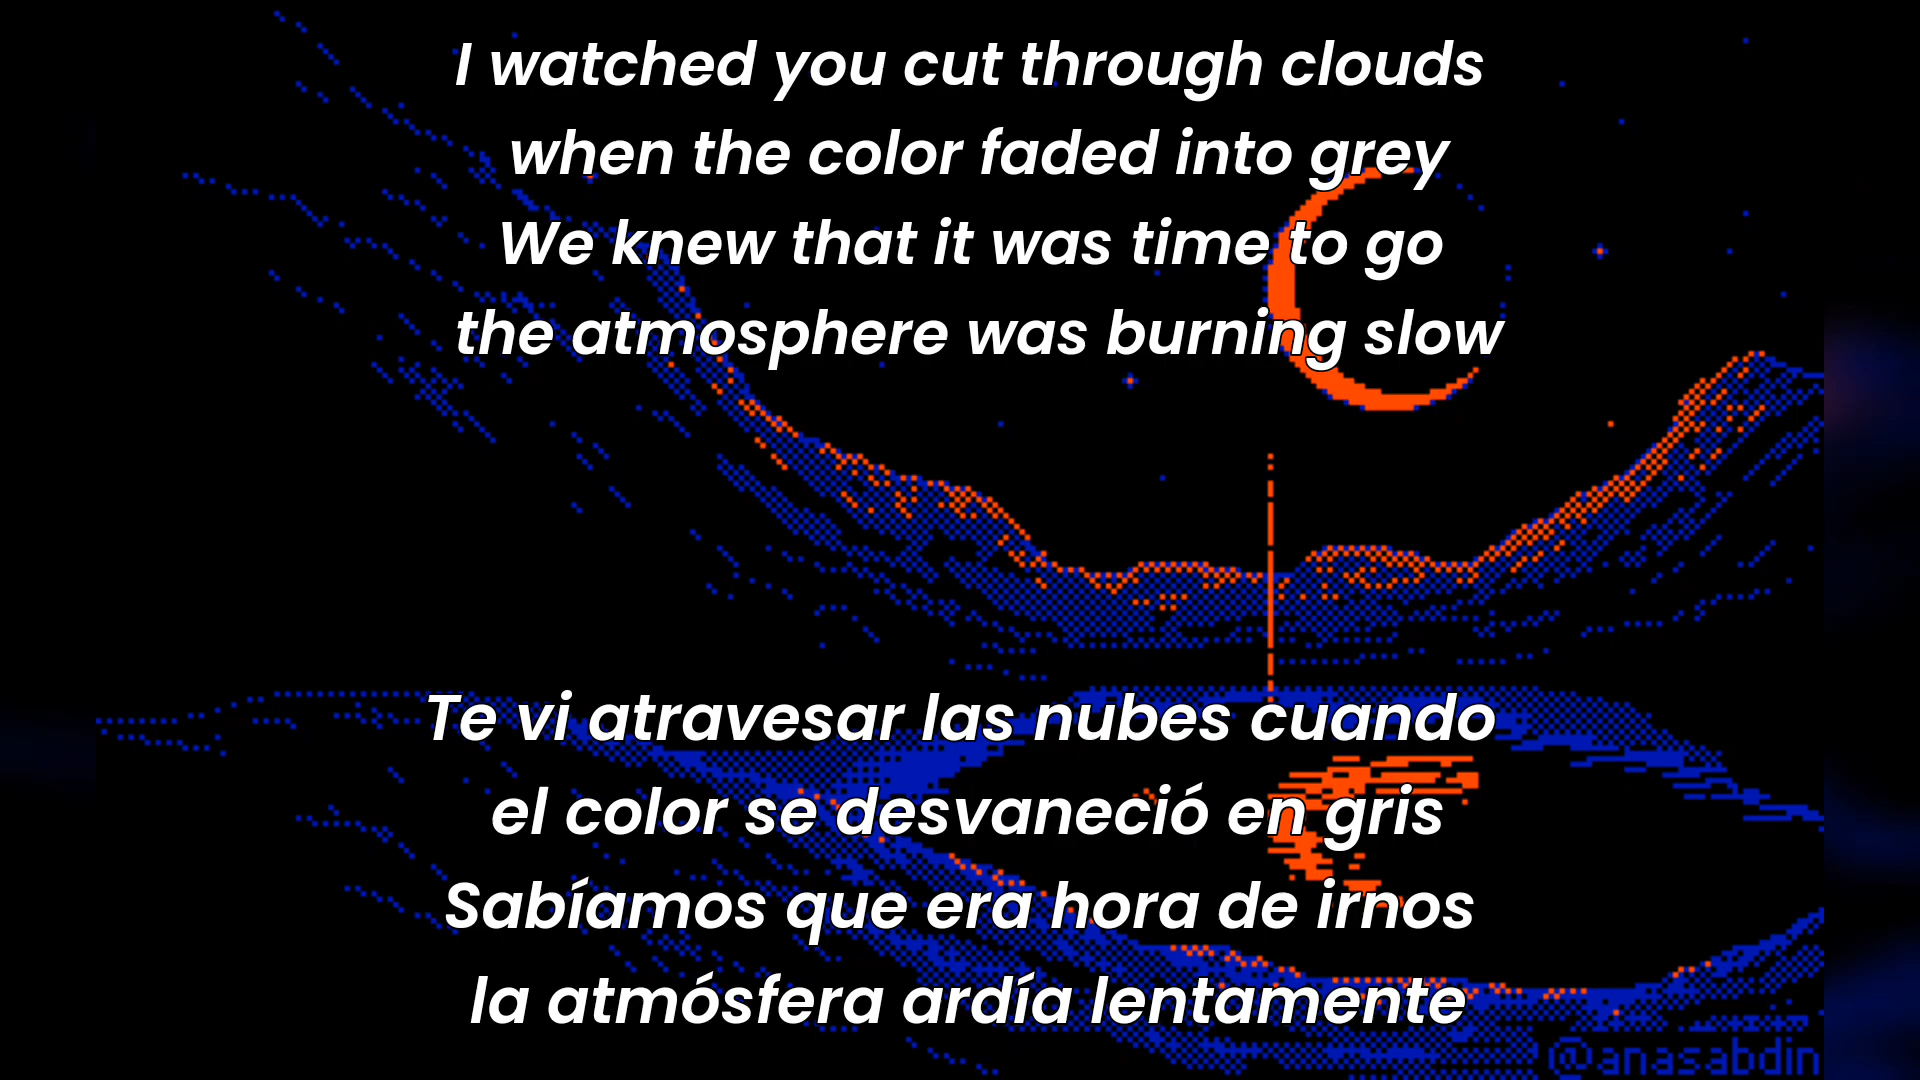 I watched you cut through clouds
when the color faded into grey
We knew that it was time to go
the atmosphere was burning slow
Te vi atravesar las nubes cuando
el color se desvaneció en gris
Sabíamos que era hora de irnos
la atmósfera ardía lentamente
@anasabdin